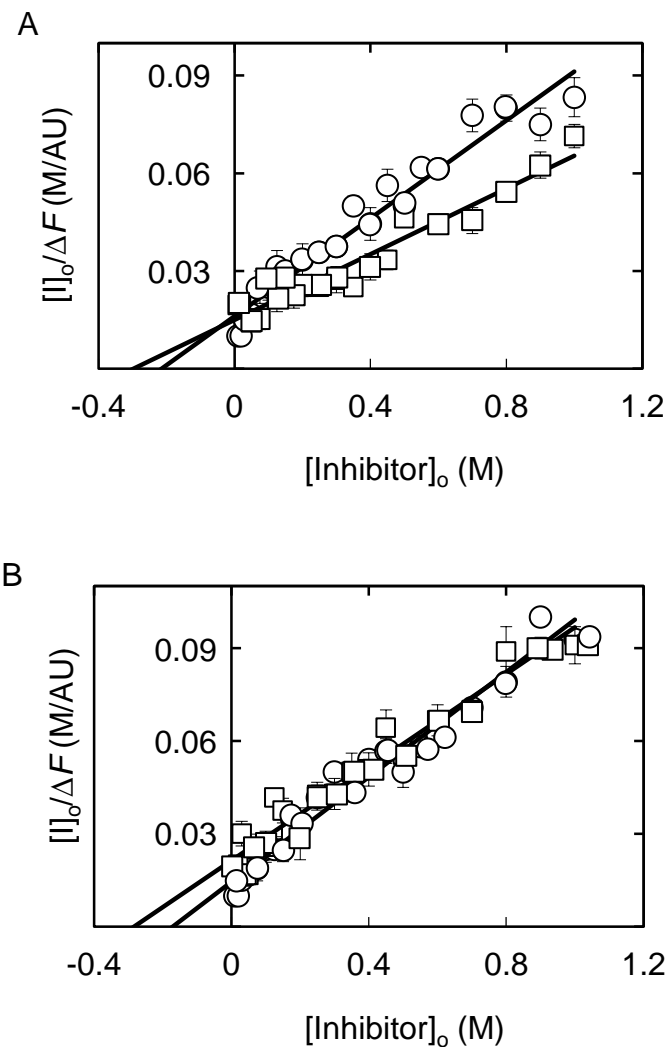 A
0.09
0.06
0.03
[I]ₒ/ΔF (M/AU)
-0.4 0 0.4 0.8 1.2
[Inhibitor]ₒ (M)
B
0.09
0.06
0.03
[I]ₒ/ΔF (M/AU)
-0.4 0 0.4 0.8 1.2
[Inhibitor]ₒ (M)